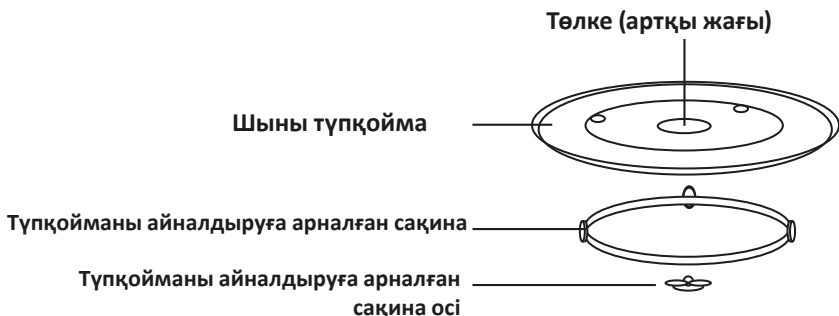 Төлке (артқы жағы)
Шыны түпқойма
Түпқойманы айналдыруға арналған сақина
Түпқойманы айналдыруға арналған
сақина осі